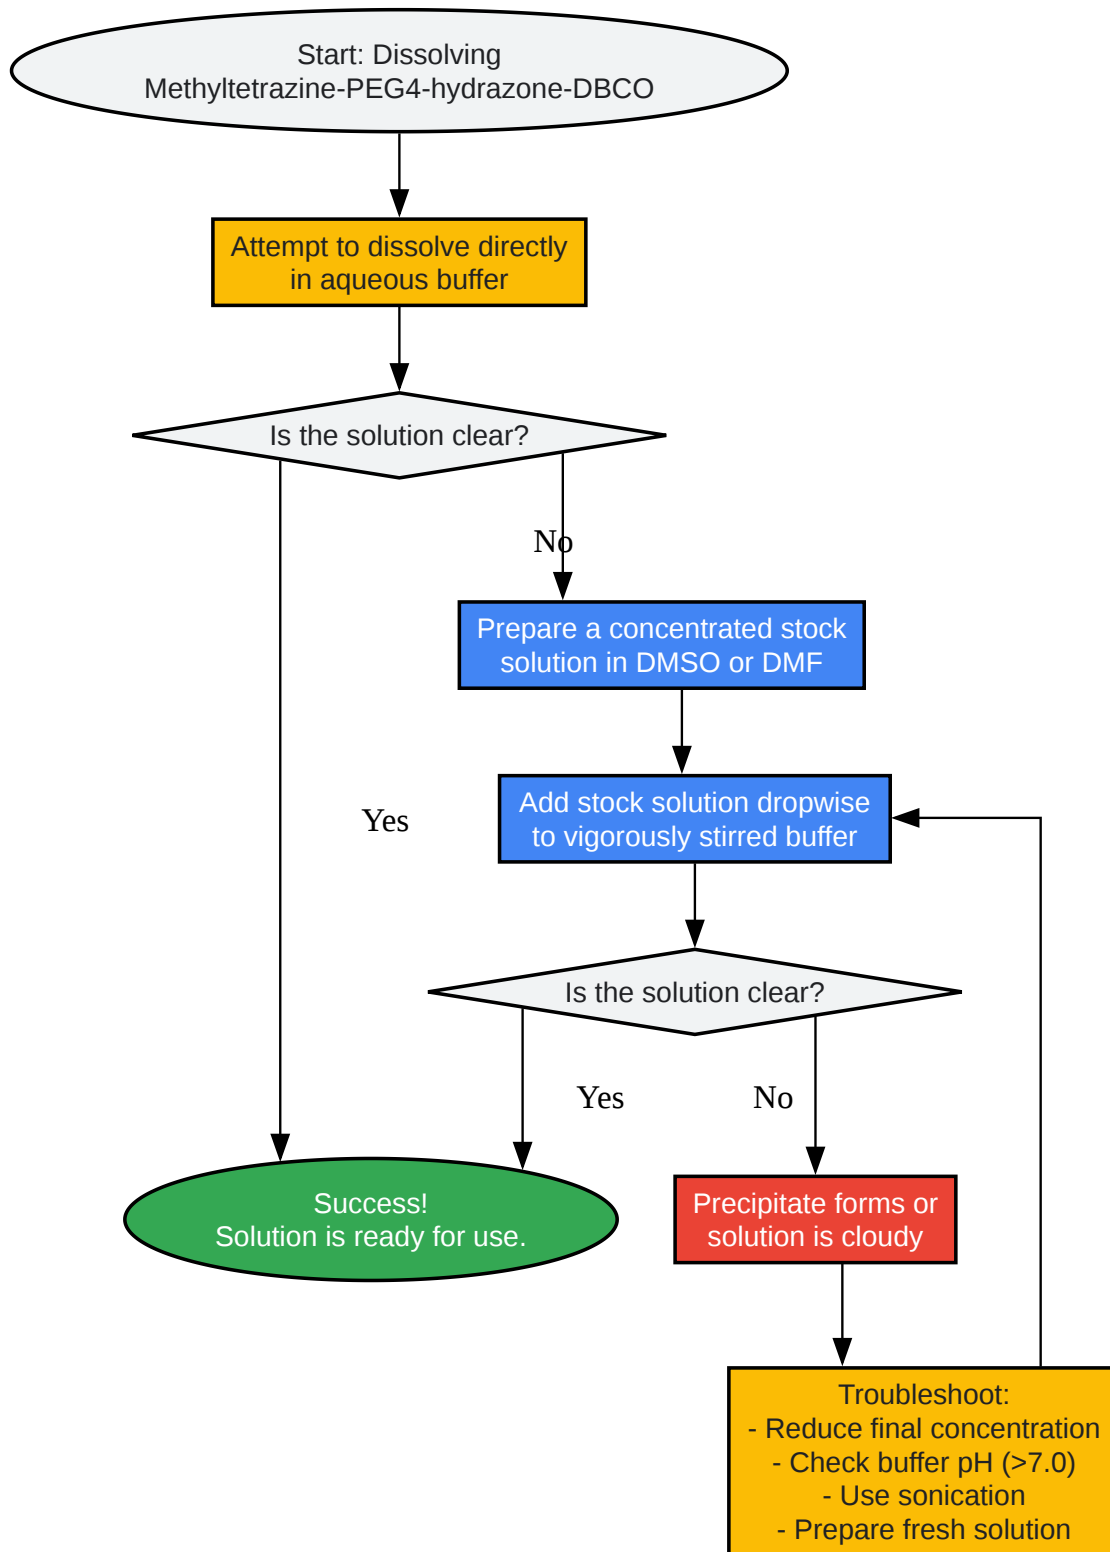 Start: Dissolving
Methyltetrazine-PEG4-hydrazone-DBCO
Attempt to dissolve directly
in aqueous buffer
Is the solution clear?
No
Prepare a concentrated stock
solution in DMSO or DMF
Add stock solution dropwise
to vigorously stirred buffer
Yes
Is the solution clear?
Yes
No
Success!
Solution is ready for use.
Precipitate forms or
solution is cloudy
Troubleshoot:
- Reduce final concentration
- Check buffer pH (>7.0)
- Use sonication
- Prepare fresh solution